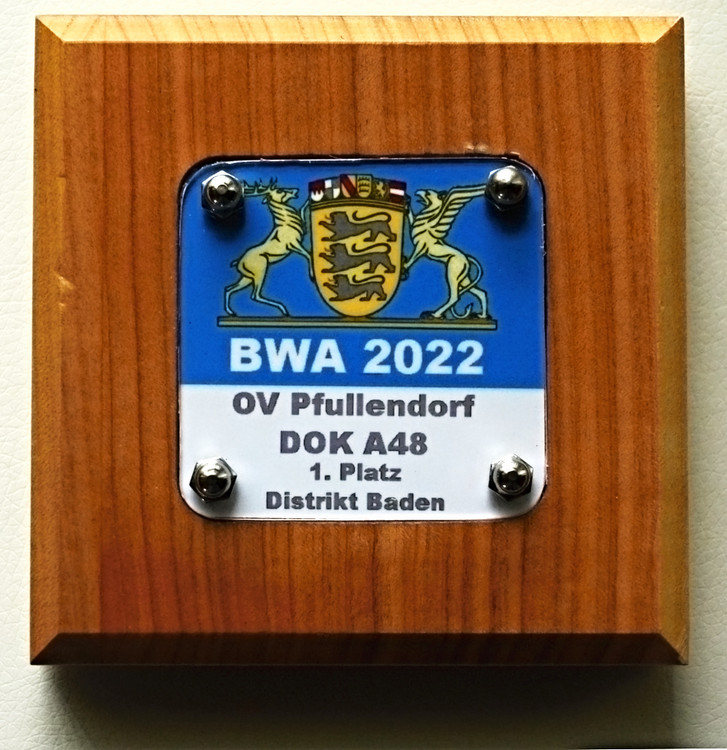 BWA 2022
OV Pfullendorf
DOK A48
1. Platz
Distrikt Baden